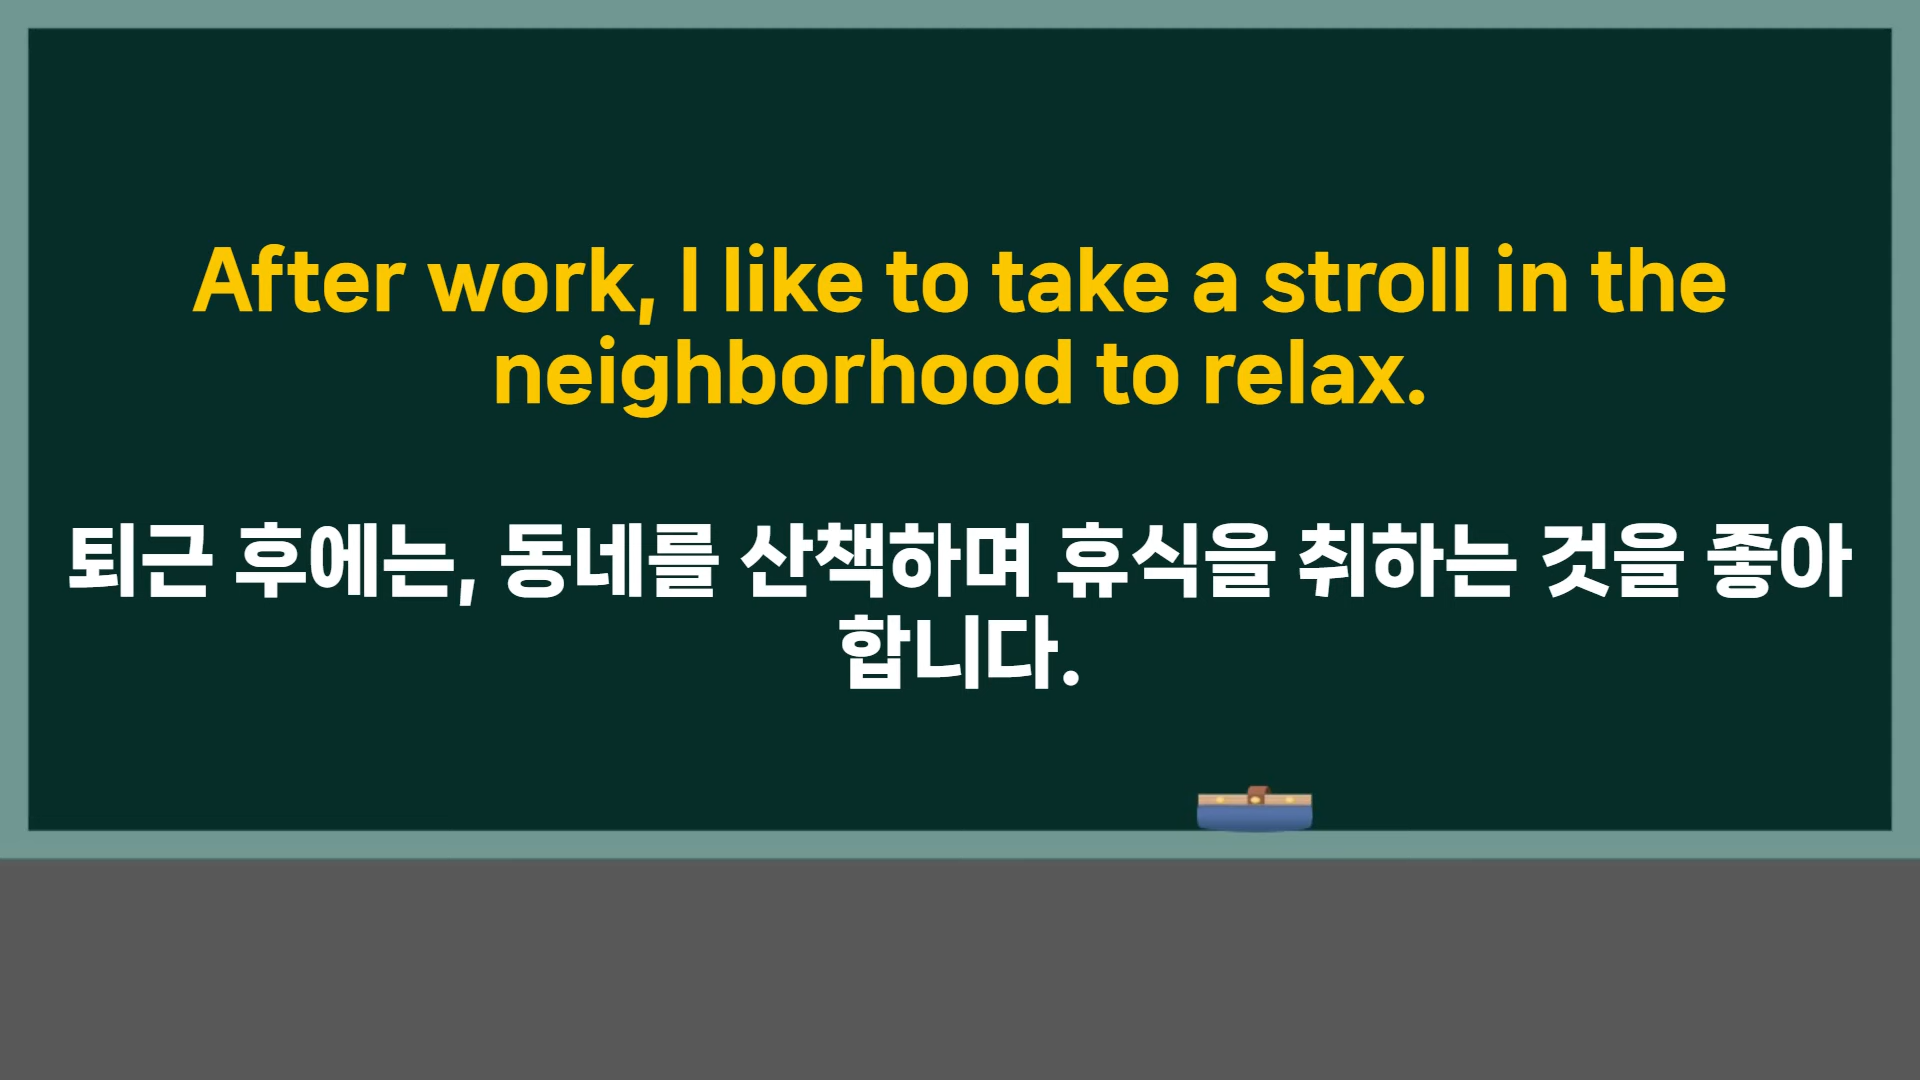 After work, I like to take a stroll in the
neighborhood to relax.
퇴근 후에는, 동네를 산책하며 휴식을 취하는 것을 좋아
합니다.